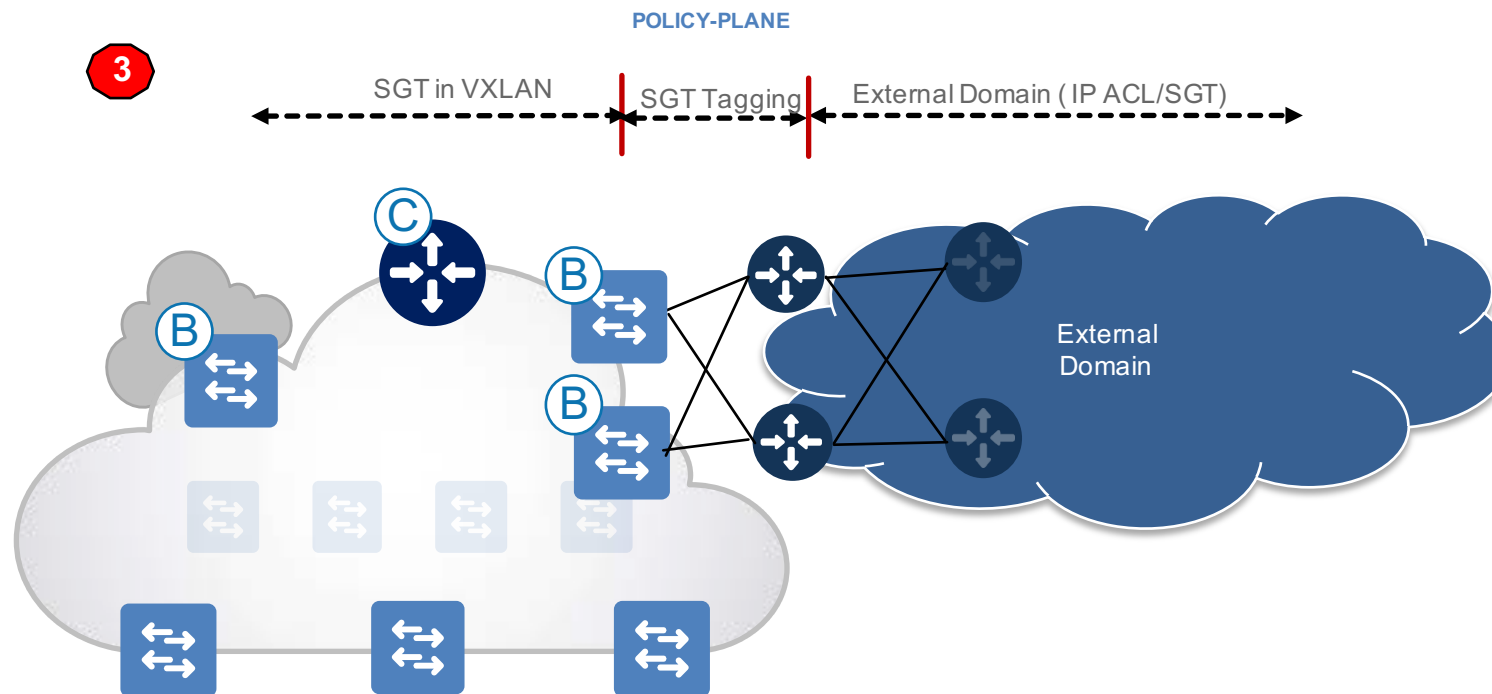 POLICY-PLANE
3
SGT in VXLAN
SGT Tagging
External Domain ( IP ACL/SGT)
C
B
B
B
External
Domain